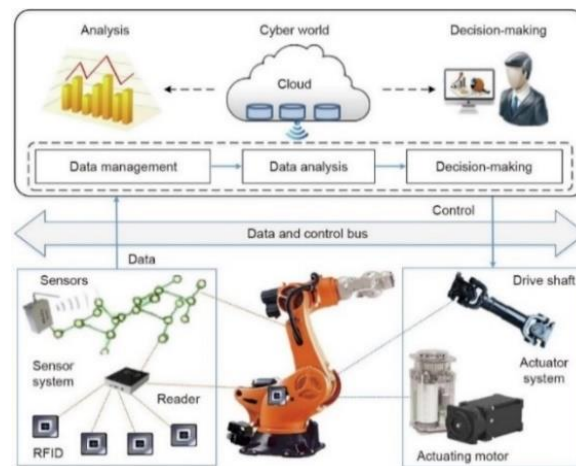 Analysis
Cyber world
Decision-making
Cloud
Data management
Data analysis
Decision-making
Control
Data and control bus
Data
Sensors
Drive shaft
Sensor
system
Actuator
system
Reader
RFID
Actuating motor